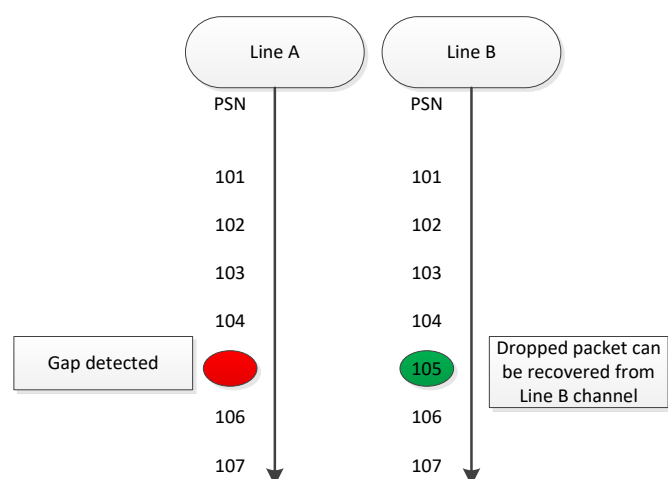 Line A Line B
PSN PSN
101 101
102 102
103 103
104 104
Gap detected 105 Dropped packet can
be recovered from
Line B channel
106 106
107 107